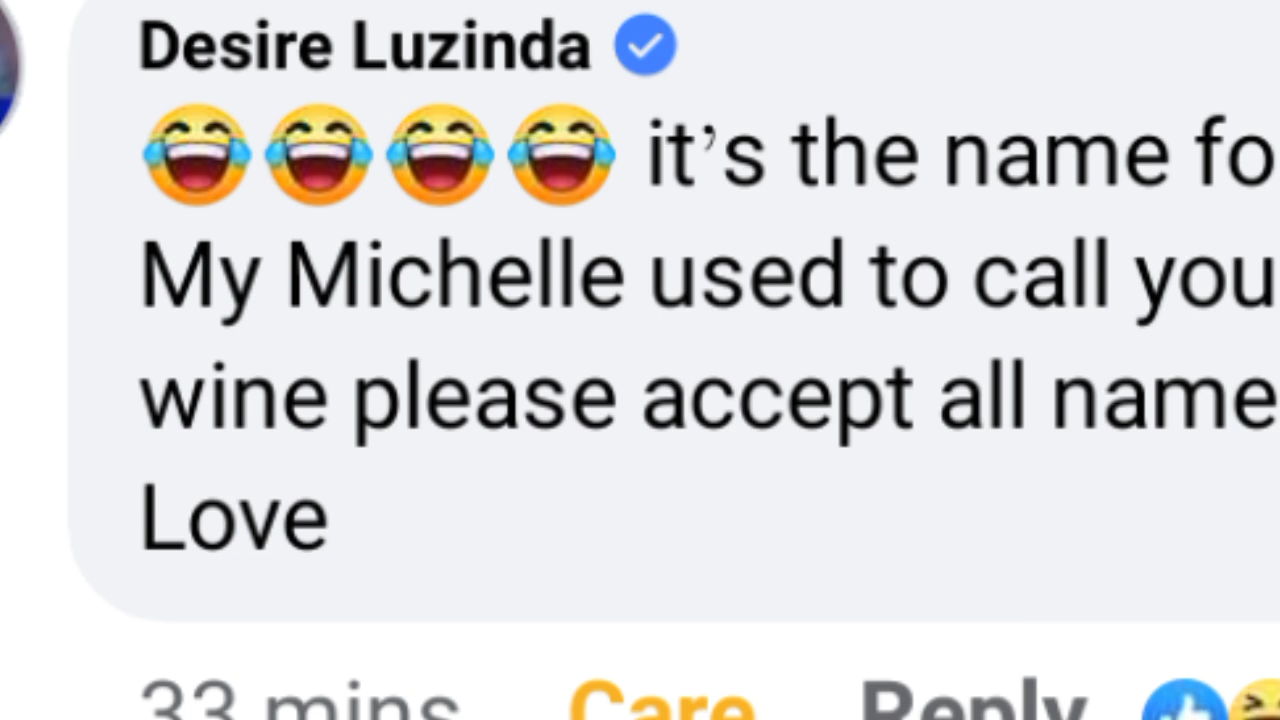 Desire Luzinda
😂😂😂😂 it’s the name fo
My Michelle used to call you
wine please accept all name
Love
33 mins Care Reply